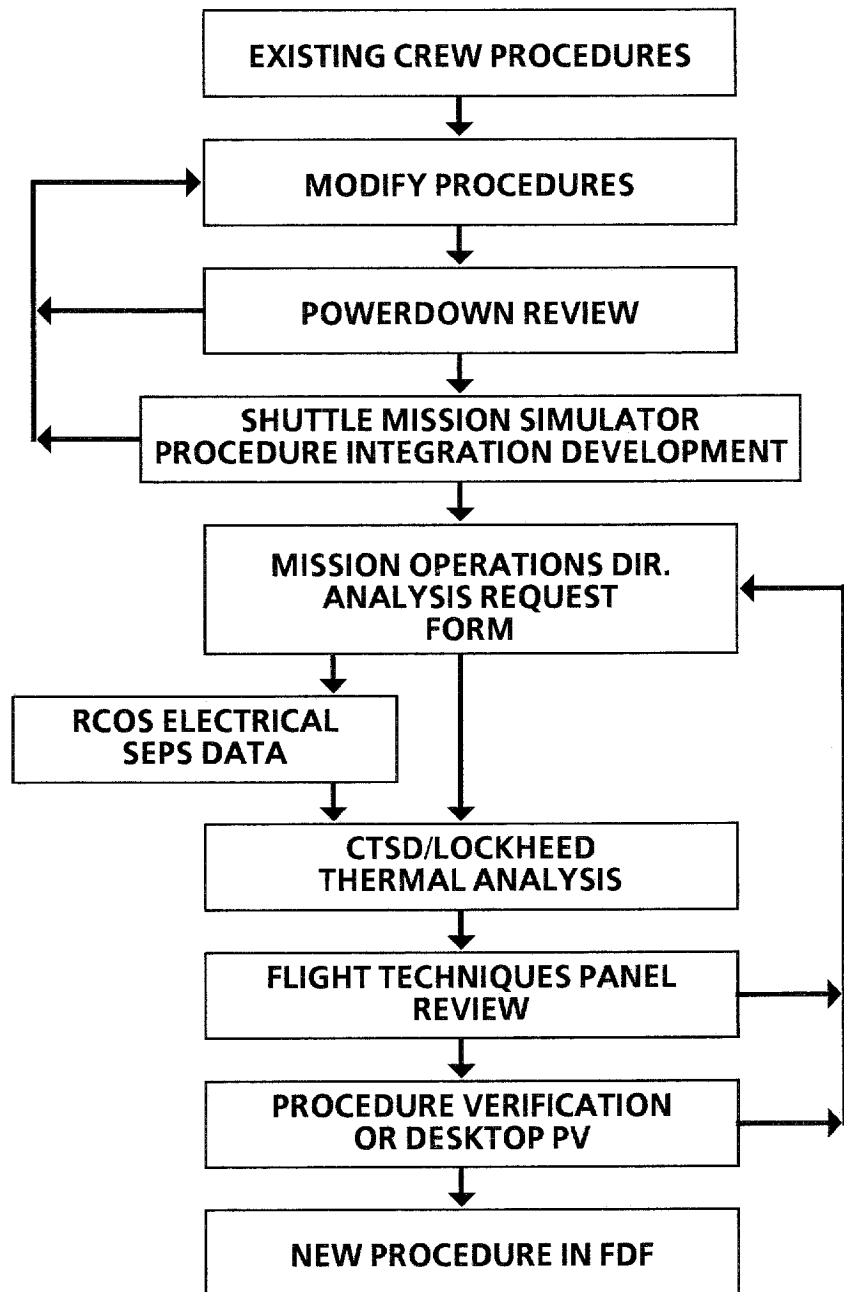 EXISTING CREW PROCEDURES
MODIFY PROCEDURES
POWERDOWN REVIEW
SHUTTLE MISSION SIMULATOR
PROCEDURE INTEGRATION DEVELOPMENT
MISSION OPERATIONS DIR.
ANALYSIS REQUEST
FORM
RCOS ELECTRICAL
SEPS DATA
CTSD/LOCKHEED
THERMAL ANALYSIS
FLIGHT TECHNIQUES PANEL
REVIEW
PROCEDURE VERIFICATION
OR DESKTOP PV
NEW PROCEDURE IN FDF